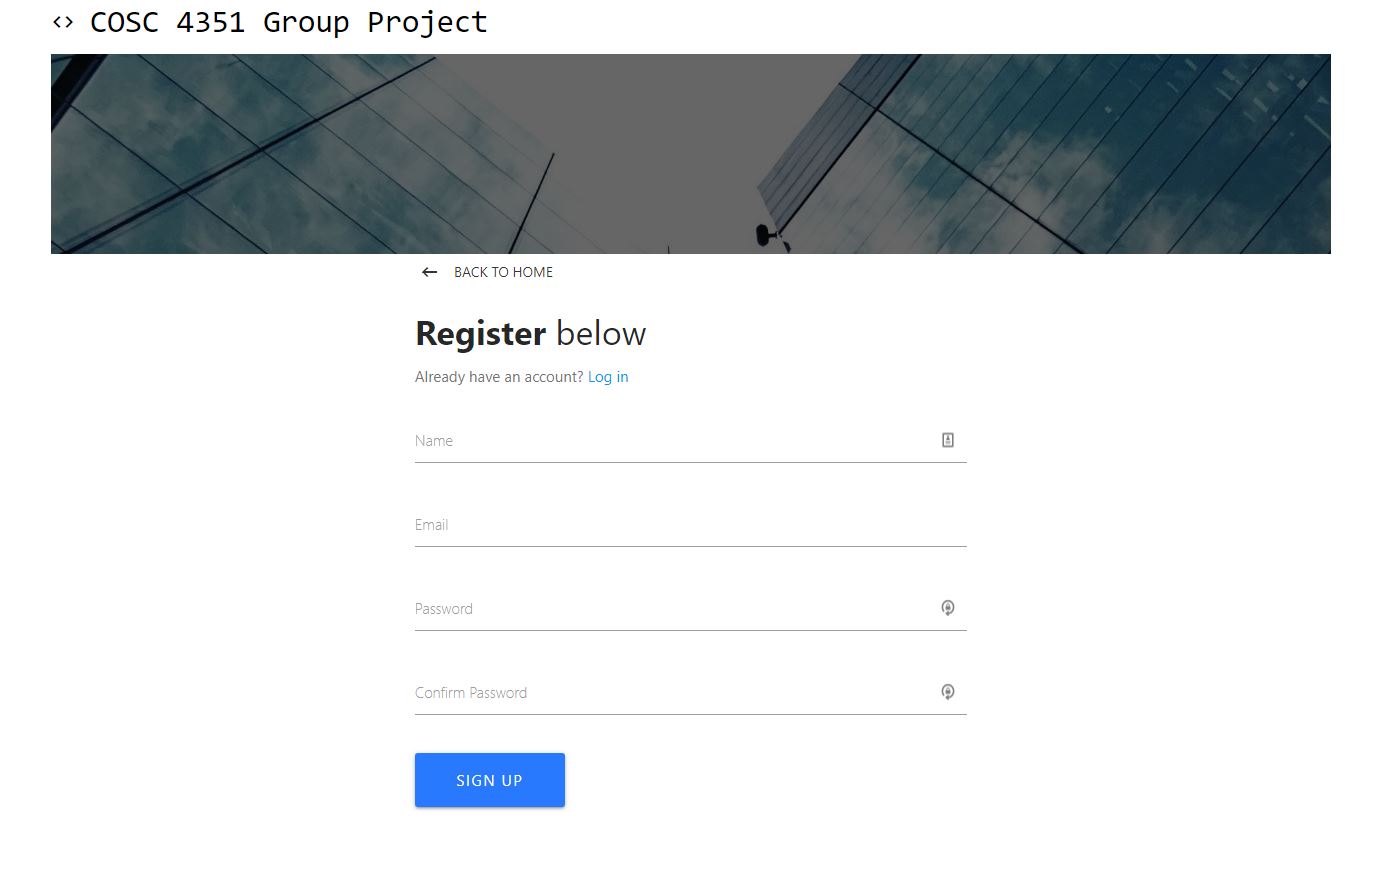 <> COSC 4351 Group Project
BACK TO HOME
Register below
Already have an account? Log in
Name
Email
Password
Confirm Password
SIGN UP